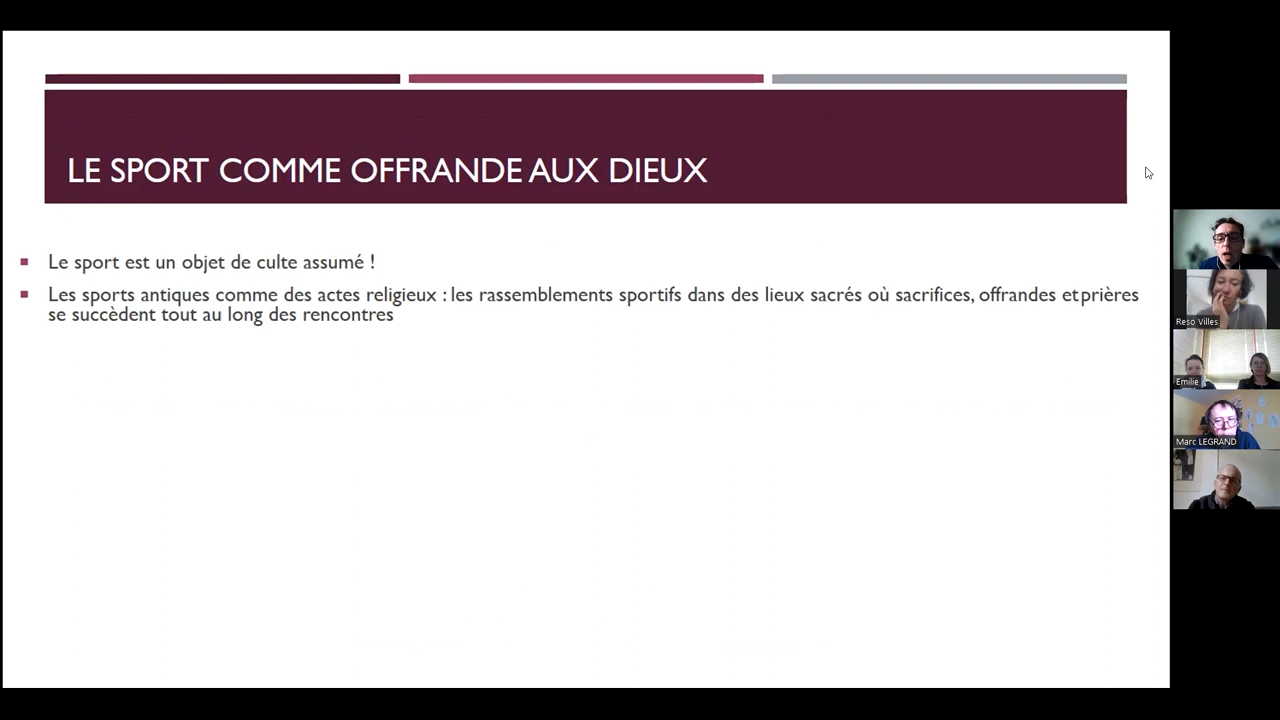 LE SPORT COMME OFFRANDE AUX DIEUX
Le sport est un objet de culte assumé !
Les sports antiques comme des actes religieux : les rassemblements sportifs dans des lieux sacrés où sacrifices, offrandes et prières
se succèdent tout au long des rencontres
Reso Villes
Emilie
Marc LEGRAND